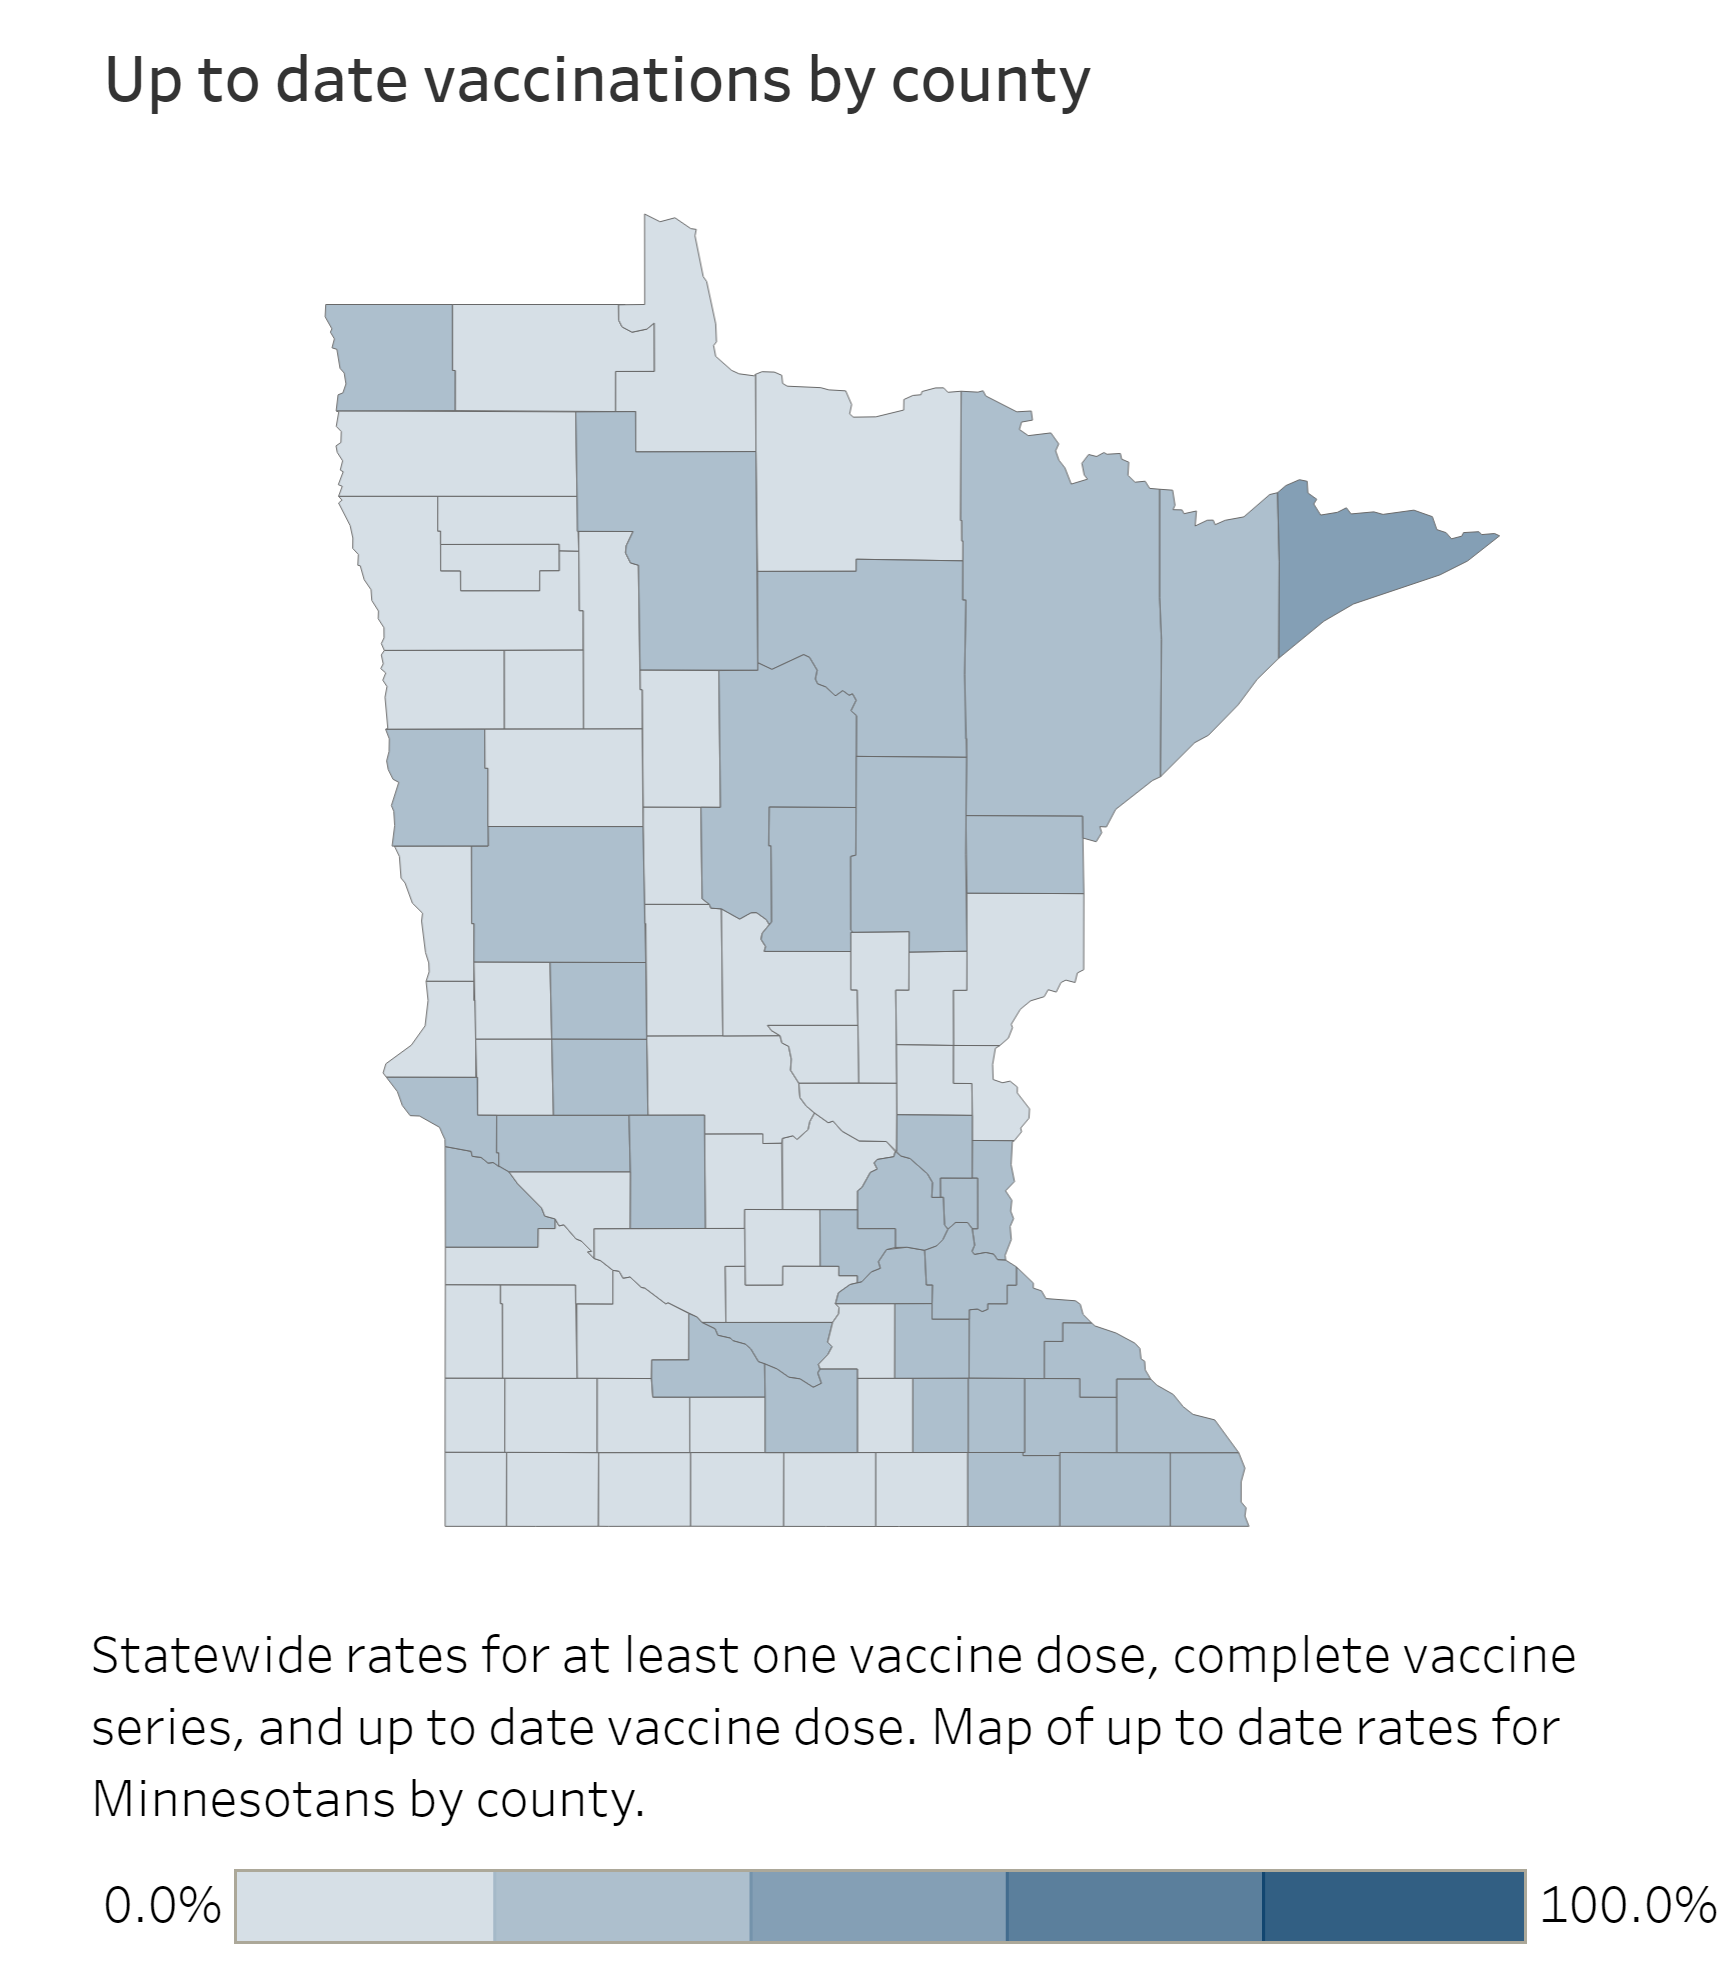 Up to date vaccinations by county
Statewide rates for at least one vaccine dose, complete vaccine
series, and up to date vaccine dose. Map of up to date rates for
Minnesotans by county.
0.0% 100.0%